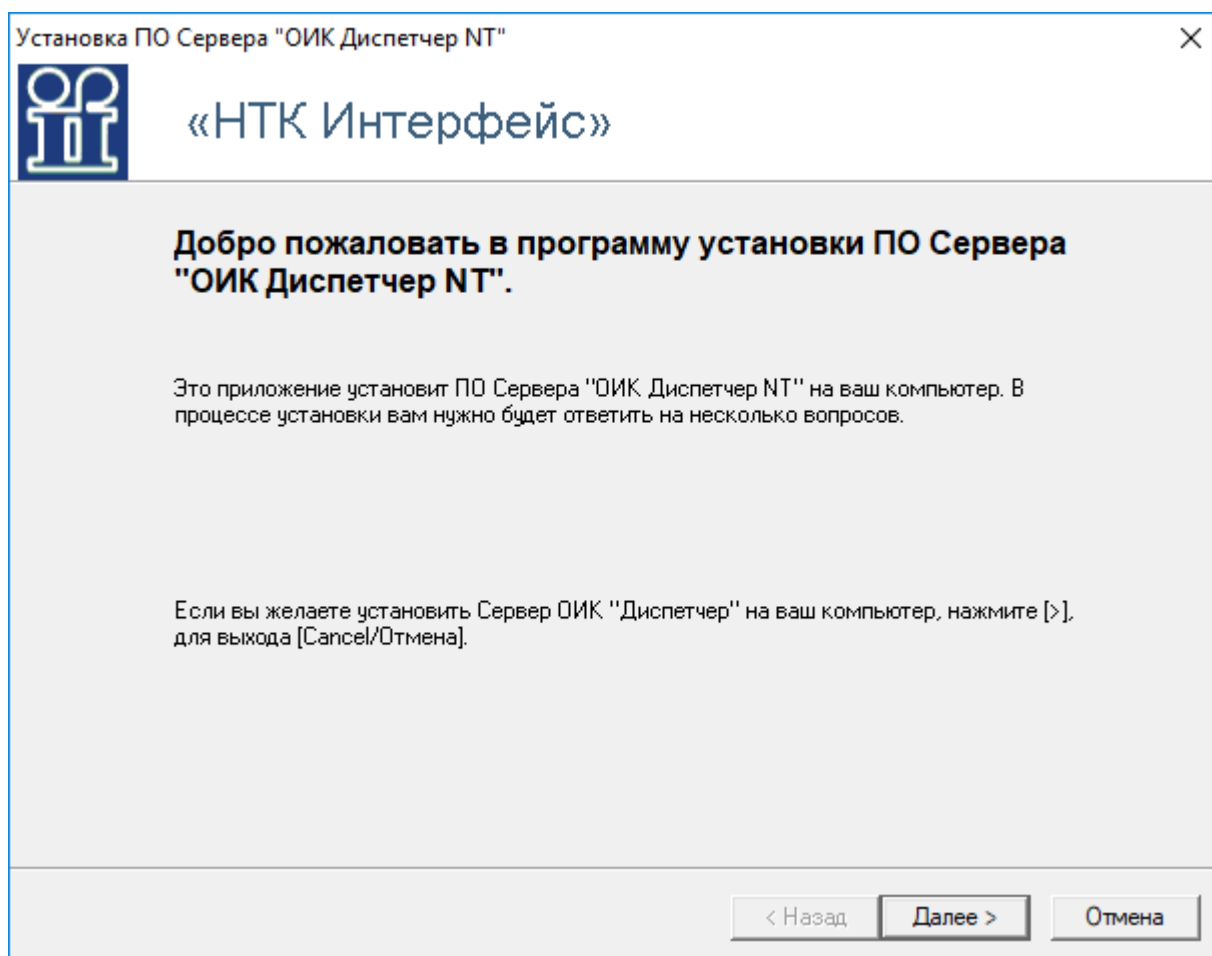 Установка ПО Сервера "ОИК Диспетчер NT"
«НТК Интерфейс»
Добро пожаловать в программу установки ПО Сервера
"ОИК Диспетчер NT".
Это приложение установит ПО Сервера "ОИК Диспетчер NT" на ваш компьютер. В
процессе установки вам нужно будет ответить на несколько вопросов.
Если вы желаете установить Сервер ОИК "Диспетчер" на ваш компьютер, нажмите [>],
для выхода [Cancel/Отмена].
< Назад Далее > Отмена